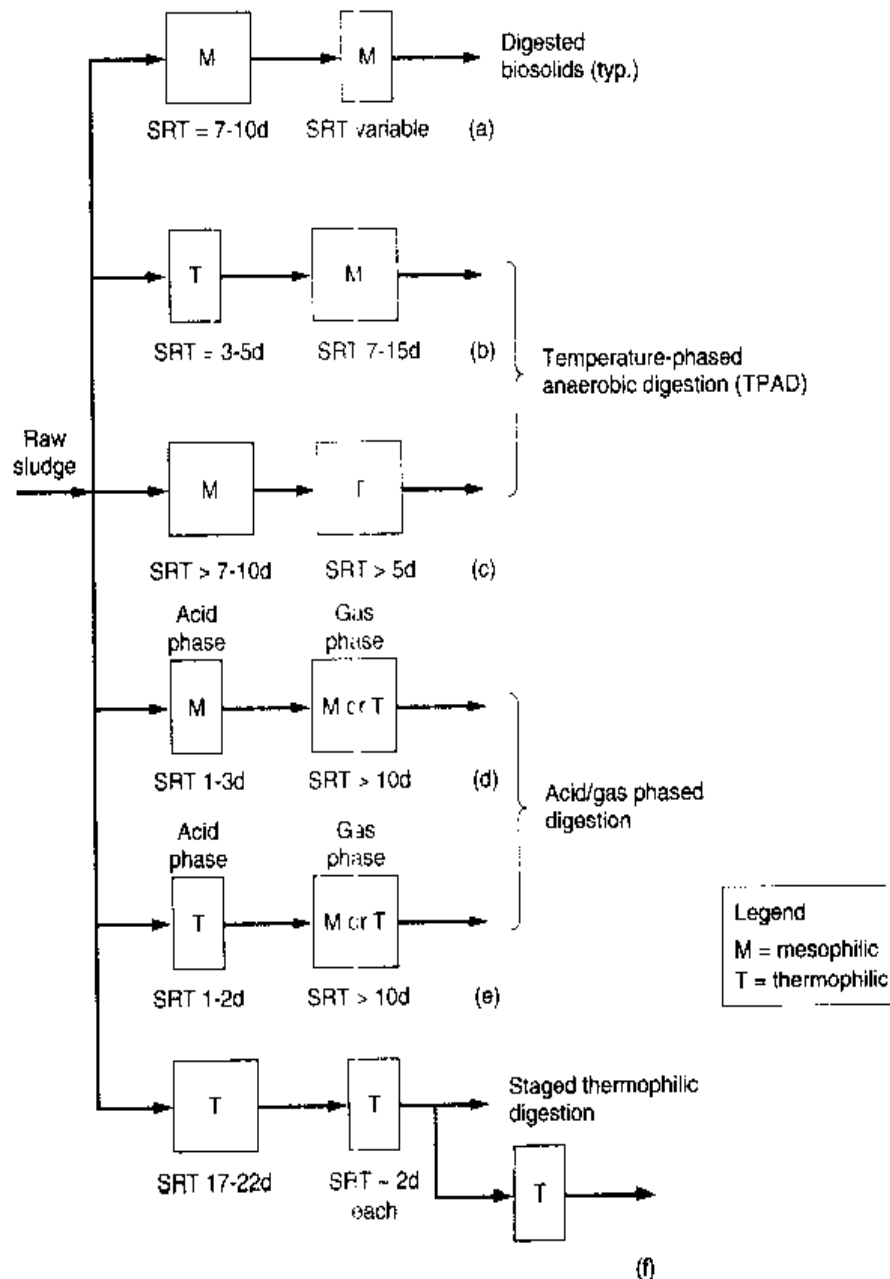 M
M
Digested
biosolids (typ.)
SRT = 7-10d
SRT variable
(a)
T
M
SRT = 3-5d
SRT 7-15d
(b)
Temperature-phased
anaerobic digestion (TPAD)
Raw
sludge
M
T
SRT > 7-10d
SRT > 5d
(c)
Acid
phase
Gas
phase
M
M or T
SRT 1-3d
SRT > 10d
(d)
Acid/gas phased
digestion
Acid
phase
Gas
phase
T
M or T
SRT 1-2d
SRT > 10d
(e)
Legend
M = mesophilic
T = thermophilic
T
T
Staged thermophilic
digestion
SRT 17-22d
SRT ~ 2d
each
T
(f)